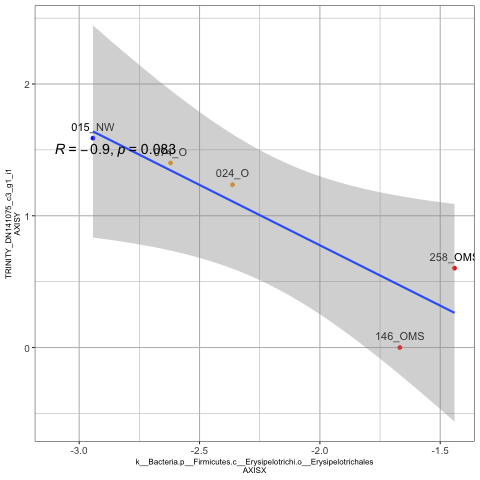 2
1
0
-3.0
-2.5
-2.0
-1.5
015_NW
R = −0.9, p = 0.083
024_O
258_OMS
146_OMS
TRINITY_DN141075_c3_g1_i1
AXISY
k__Bacteria.p__Firmicutes.c__Erysipelotrichi.o__Erysipelotrichales
AXISX